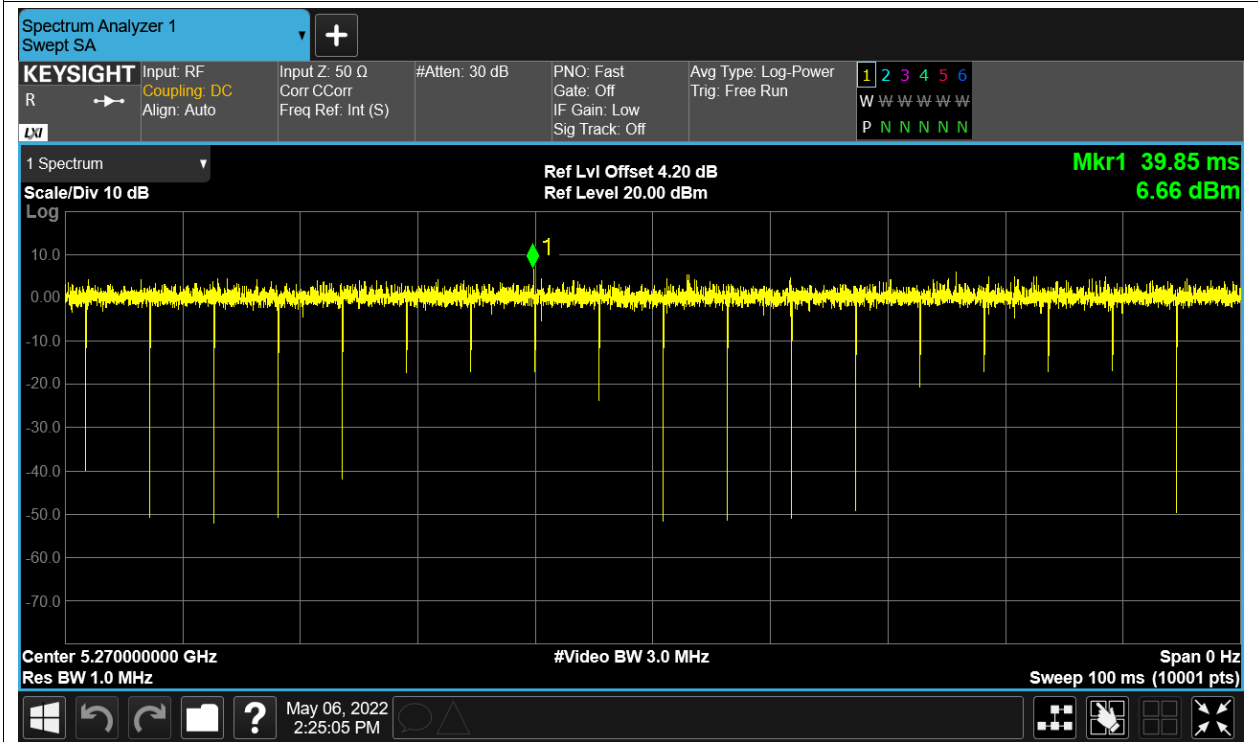 Spectrum Analyzer 1
Swept SA
+
KEYSIGHT Input: RF Input Z: 50 Ω #Atten: 30 dB PNO: Fast Avg Type: Log-Power 1 2 3 4 5 6
R Coupling: DC Corr CCorr Gate: Off Trig: Free Run W W W W W W
Align: Auto Freq Ref: Int (S) IF Gain: Low
LXI Sig Track: Off P N N N N N
1 Spectrum Ref Lvl Offset 4.20 dB Mkr1 39.85 ms
Scale/Div 10 dB Ref Level 20.00 dBm 6.66 dBm
Log
1
10.0
0.00
-10.0
-20.0
-30.0
-40.0
-50.0
-60.0
-70.0
Center 5.270000000 GHz #Video BW 3.0 MHz Span 0 Hz
Res BW 1.0 MHz Sweep 100 ms (10001 pts)
? May 06, 2022
2:25:05 PM